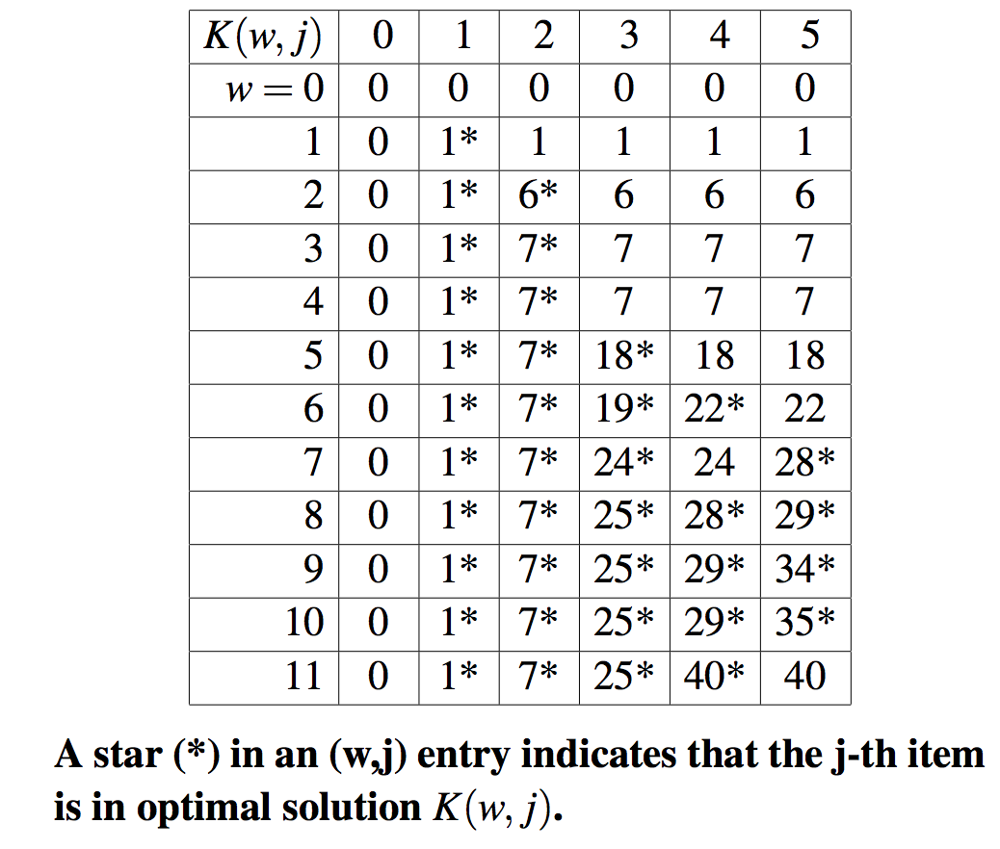 K(w, j) 0 1 2 3 4 5
w = 0 0 0 0 0 0 0
1 0 1* 1 1 1 1
2 0 1* 6* 6 6 6
3 0 1* 7* 7 7 7
4 0 1* 7* 7 7 7
5 0 1* 7* 18* 18 18
6 0 1* 7* 19* 22* 22
7 0 1* 7* 24* 24 28*
8 0 1* 7* 25* 28* 29*
9 0 1* 7* 25* 29* 34*
10 0 1* 7* 25* 29* 35*
11 0 1* 7* 25* 40* 40
A star (*) in an (w,j) entry indicates that the j-th item
is in optimal solution K(w, j).